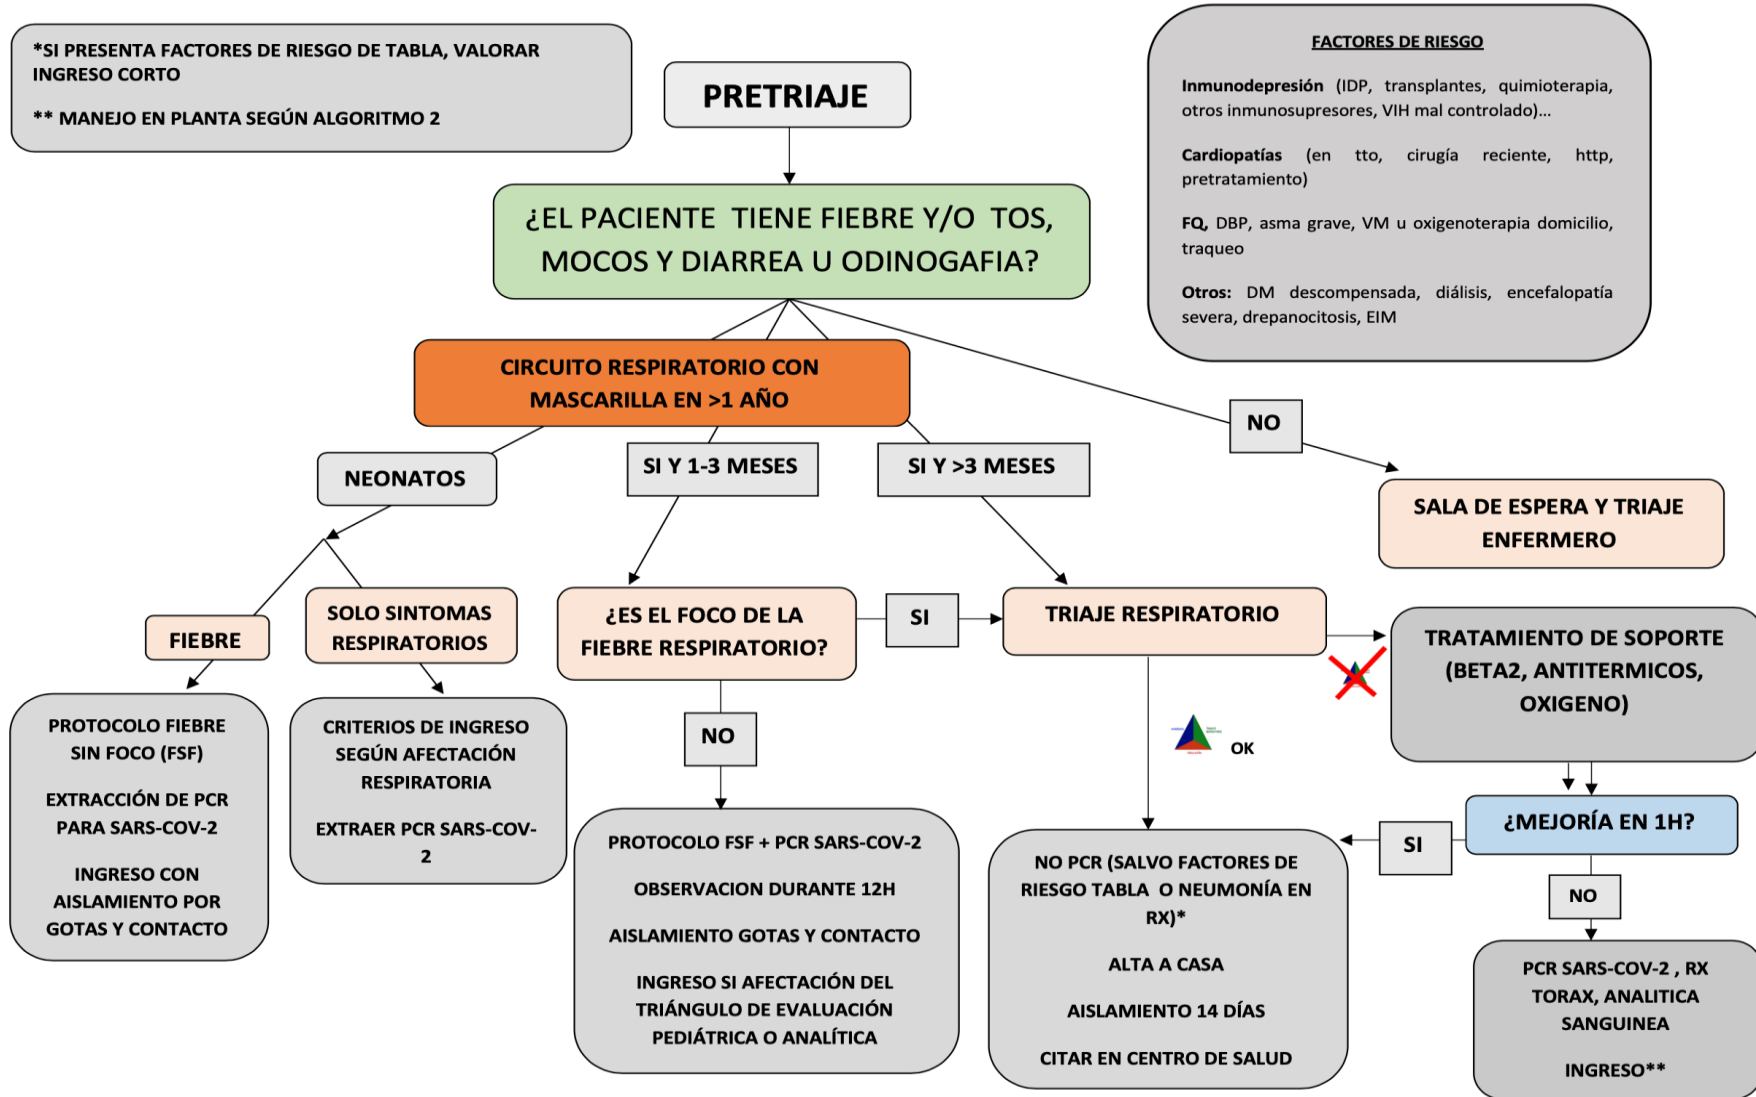 *SI PRESENTA FACTORES DE RIESGO DE TABLA, VALORAR
INGRESO CORTO
** MANEJO EN PLANTA SEGÚN ALGORITMO 2
PRETRIAJE
FACTORES DE RIESGO
Inmunodepresión (IDP, transplantes, quimioterapia,
otros inmunosupresores, VIH mal controlado)...
Cardiopatías (en tto, cirugía reciente, http,
pretratamiento)
FQ, DBP, asma grave, VM u oxigenoterapia domicilio,
traqueo
Otros: DM descompensada, diálisis, encefalopatía
severa, drepanocitosis, EIM
¿EL PACIENTE TIENE FIEBRE Y/O TOS,
MOCOS Y DIARREA U ODINOGAFIA?
CIRCUITO RESPIRATORIO CON
MASCARILLA EN >1 AÑO
NO
NEONATOS
SI Y 1-3 MESES
SI Y >3 MESES
SALA DE ESPERA Y TRIAJE
ENFERMERO
FIEBRE
SOLO SINTOMAS
RESPIRATORIOS
¿ES EL FOCO DE LA
FIEBRE RESPIRATORIO?
SI
TRIAJE RESPIRATORIO
TRATAMIENTO DE SOPORTE
(BETA2, ANTITERMICOS,
OXIGENO)
PROTOCOLO FIEBRE
SIN FOCO (FSF)
EXTRACCIÓN DE PCR
PARA SARS-COV-2
INGRESO CON
AISLAMIENTO POR
GOTAS Y CONTACTO
CRITERIOS DE INGRESO
SEGÚN AFECTACIÓN
RESPIRATORIA
EXTRAER PCR SARS-COV-
2
NO
OK
PROTOCOLO FSF + PCR SARS-COV-2
OBSERVACION DURANTE 12H
AISLAMIENTO GOTAS Y CONTACTO
INGRESO SI AFECTACIÓN DEL
TRIÁNGULO DE EVALUACIÓN
PEDIÁTRICA O ANALÍTICA
NO PCR (SALVO FACTORES DE
RIESGO TABLA O NEUMONÍA EN
RX)*
ALTA A CASA
AISLAMIENTO 14 DÍAS
CITAR EN CENTRO DE SALUD
SI
¿MEJORÍA EN 1H?
NO
PCR SARS-COV-2 , RX
TORAX, ANALITICA
SANGUINEA
INGRESO**